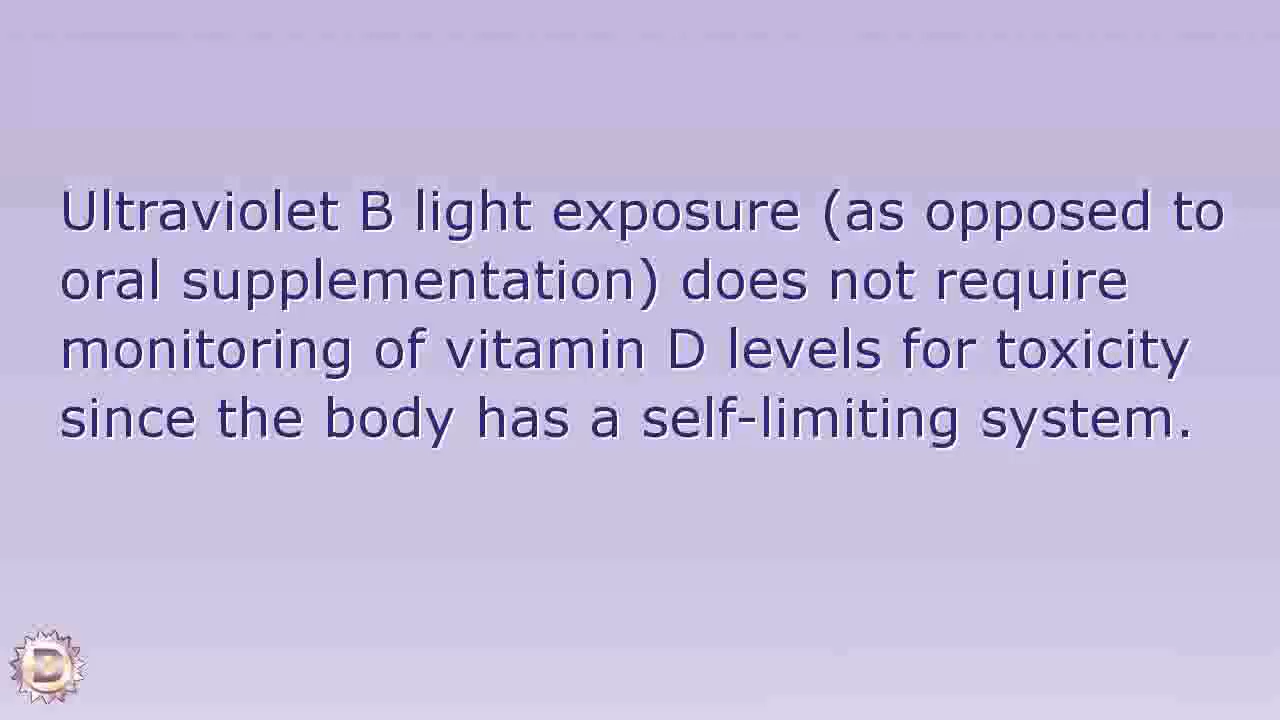 Ultraviolet B light exposure (as opposed to
oral supplementation) does not require
monitoring of vitamin D levels for toxicity
since the body has a self-limiting system.
D